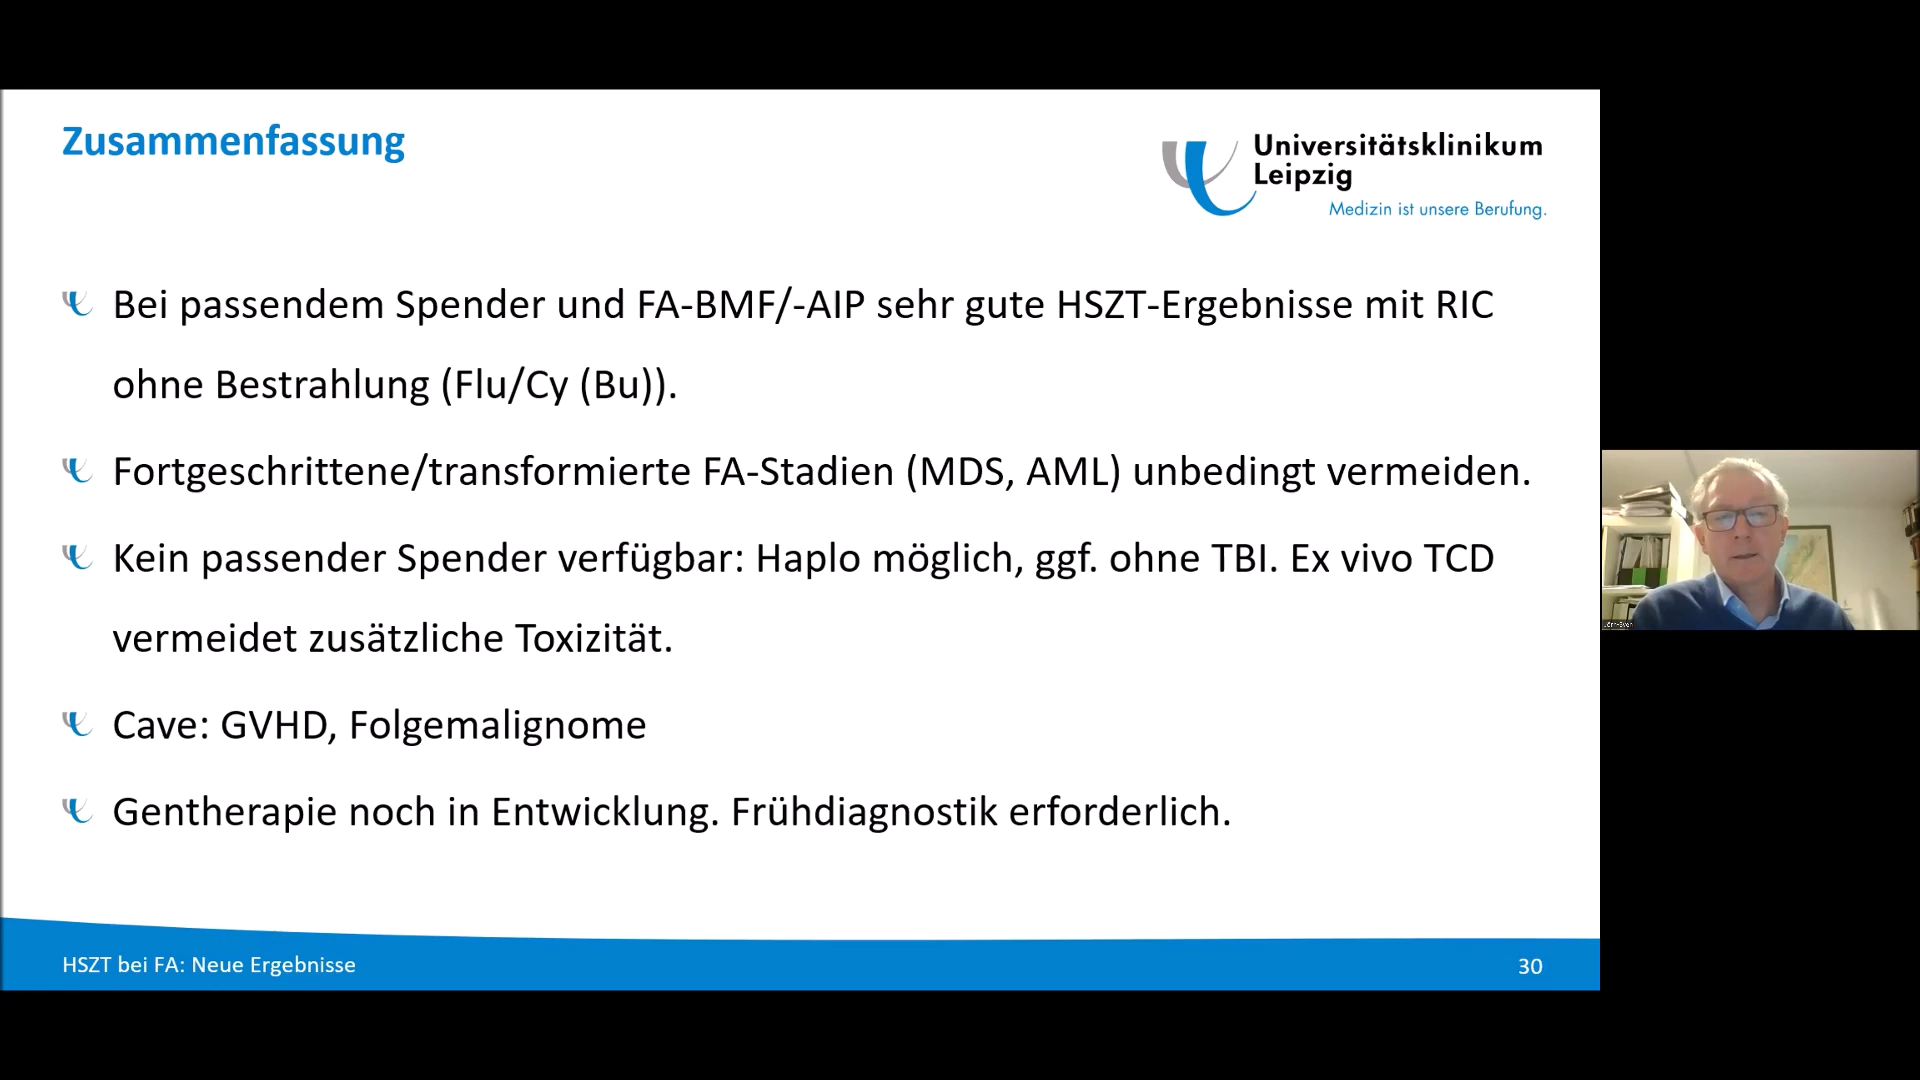 Zusammenfassung
Universitätsklinikum
Leipzig
Medizin ist unsere Berufung.
Bei passendem Spender und FA-BMF/-AIP sehr gute HSZT-Ergebnisse mit RIC
ohne Bestrahlung (Flu/Cy (Bu)).
Fortgeschrittene/transformierte FA-Stadien (MDS, AML) unbedingt vermeiden.
Kein passender Spender verfügbar: Haplo möglich, ggf. ohne TBI. Ex vivo TCD
vermeidet zusätzliche Toxizität.
Cave: GVHD, Folgemalignome
Gentherapie noch in Entwicklung. Frühdiagnostik erforderlich.
HSZT bei FA: Neue Ergebnisse
30